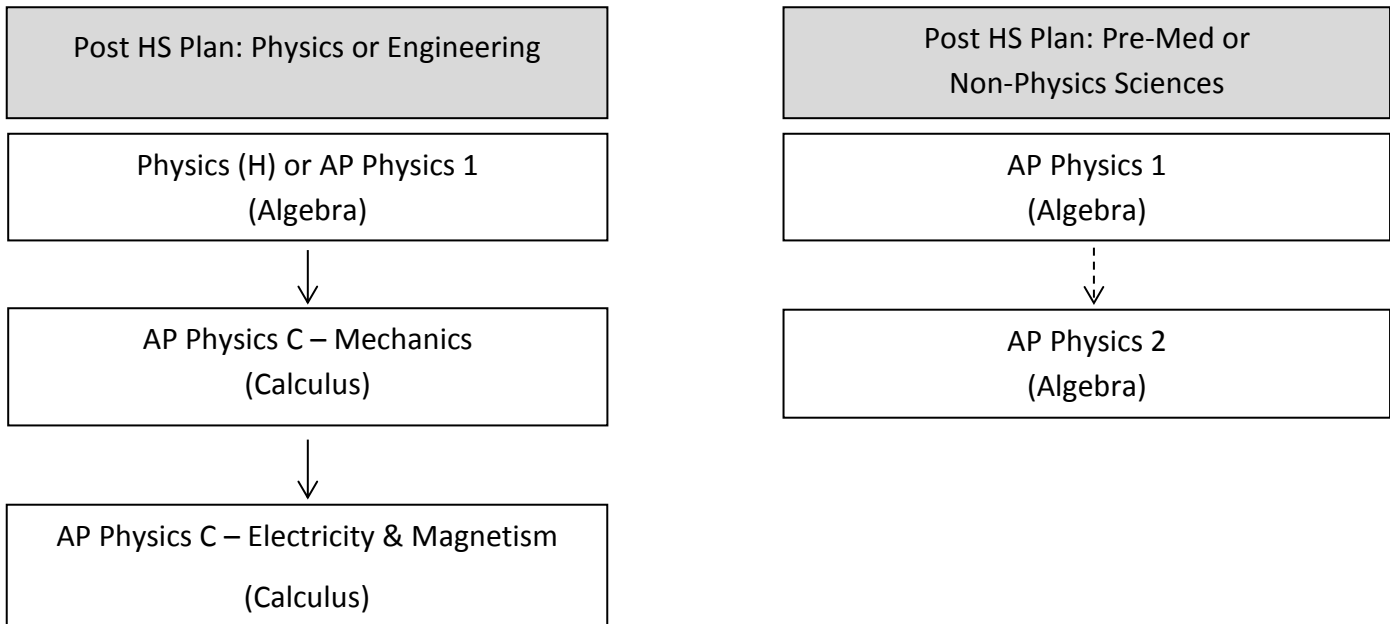 Post HS Plan: Physics or Engineering
Physics (H) or AP Physics 1
(Algebra)
AP Physics C – Mechanics
(Calculus)
AP Physics C – Electricity & Magnetism
(Calculus)
Post HS Plan: Pre-Med or
Non-Physics Sciences
AP Physics 1
(Algebra)
AP Physics 2
(Algebra)